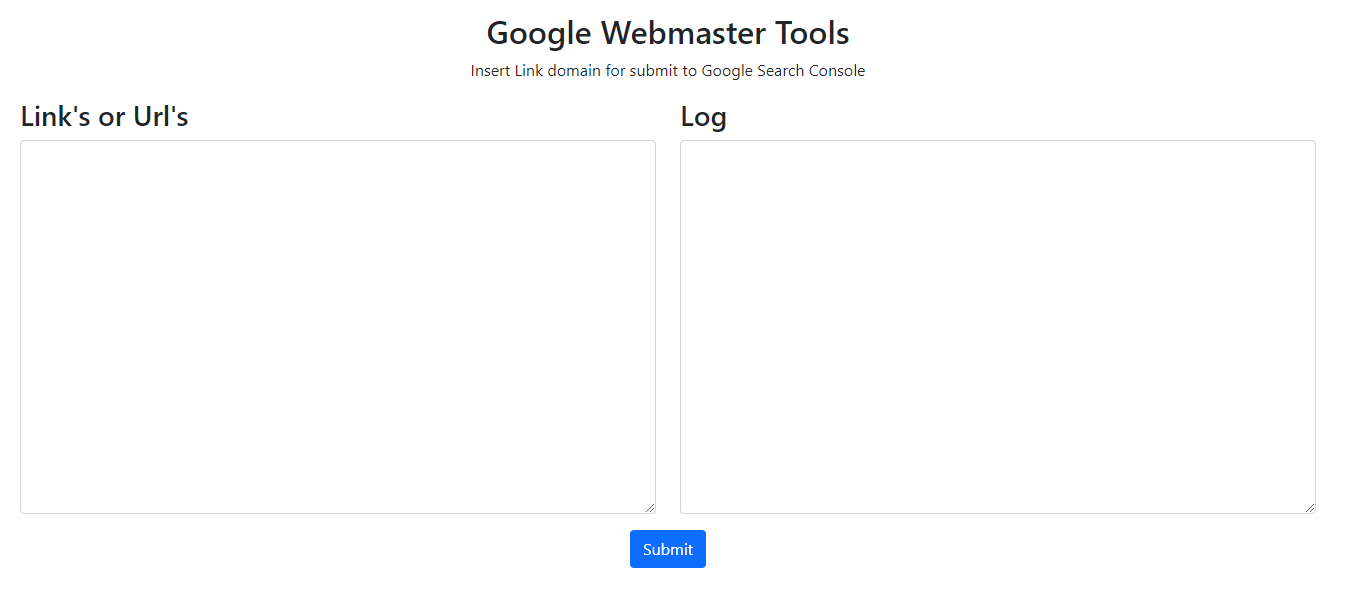 Google Webmaster Tools
Insert Link domain for submit to Google Search Console
Link's or Url's
Log
Submit